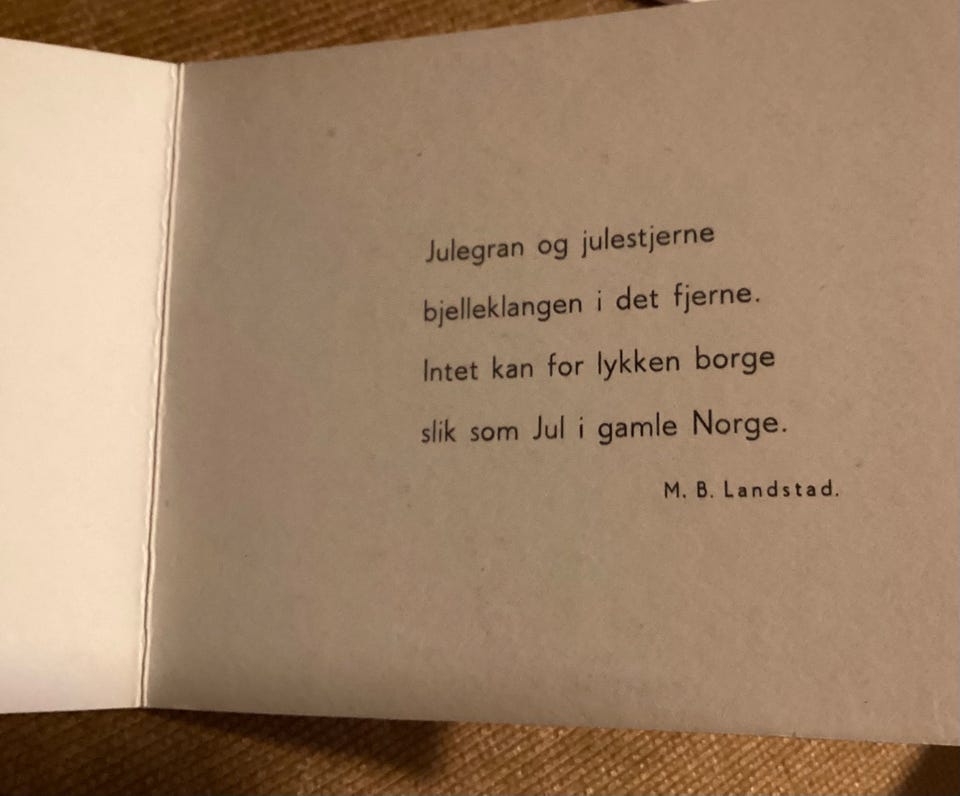 Julegran og julestjerne
bjelleklangen i det fjerne.
Intet kan for lykken borge
slik som Jul i gamle Norge.
M. B. Landstad.